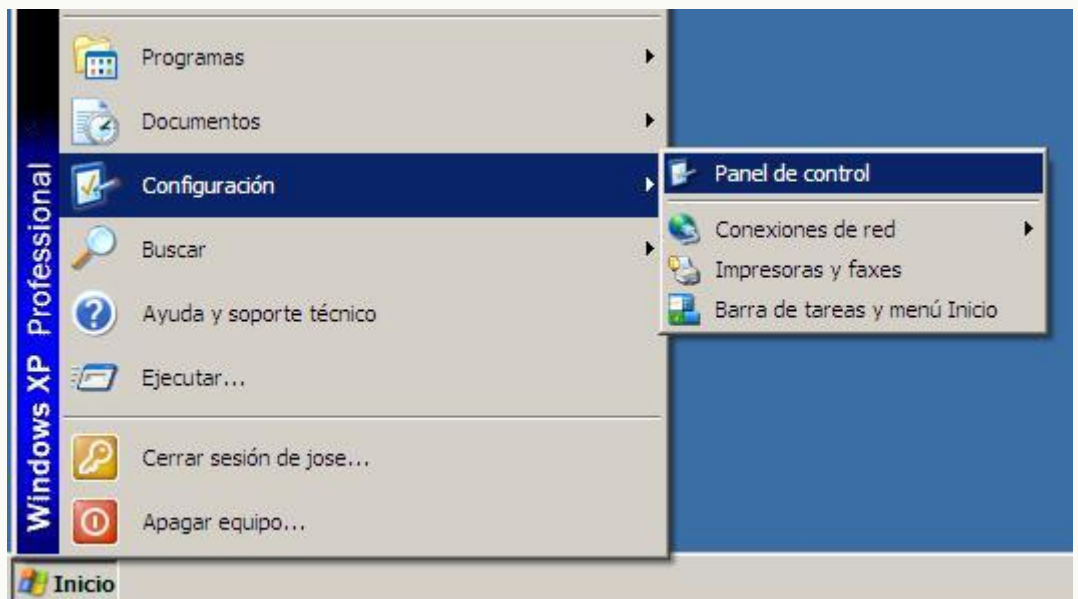 Programas
Documentos
Configuración
Buscar
Ayuda y soporte técnico
Ejecutar...
Cerrar sesión de jose...
Apagar equipo...
Panel de control
Conexiones de red
Impresoras y faxes
Barra de tareas y menú Inicio
Windows XP Professional
Inicio